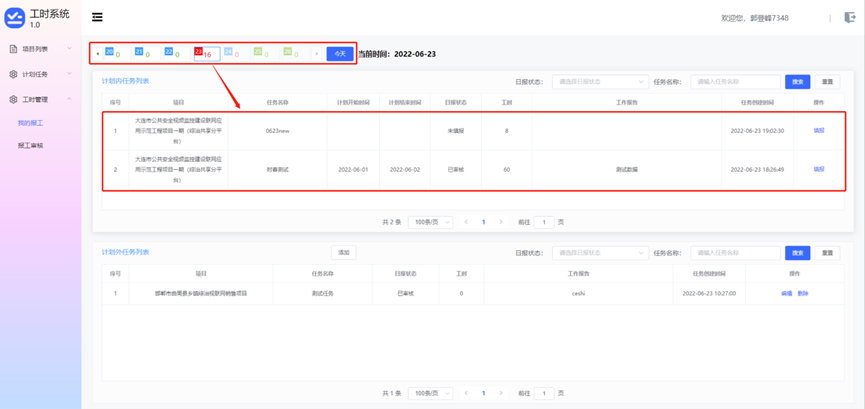 工时系统
1.0
欢迎您，郭登峰7348
项目列表
计划任务
工时管理
我的报工
报工审核
20 0 21 0 22 0 23 16 0 0 0 今天 当前时间：2022-06-23
计划内任务列表 日报状态： 请选择日报状态 任务名称： 请输入任务名称 搜索 重置
序号 项目 任务名称 计划开始时间 计划结束时间 日报状态 工时 工作报告 任务创建时间 操作
大连市公共安全视频监控建设联网应
1 用示范工程项目一期（综治共享分平 0623new 未填报 8 2022-06-23 19:02:30 填报
台）
大连市公共安全视频监控建设联网应
2 用示范工程项目一期（综治共享分平 时春测试 2022-06-01 2022-06-02 已审核 60 测试数据 2022-06-23 18:26:49 填报
台）
共 2 条 100条/页 1 前往 1 页
计划外任务列表 添加 日报状态： 请选择日报状态 任务名称： 请输入任务名称 搜索 重置
序号 项目 任务名称 日报状态 工时 工作报告 任务创建时间 操作
1 邯郸市曲周县乡镇综治视联网销售项目 测试任务 已审核 0 ceshi 2022-06-23 10:27:00 编辑 删除
共 1 条 100条/页 1 前往 1 页